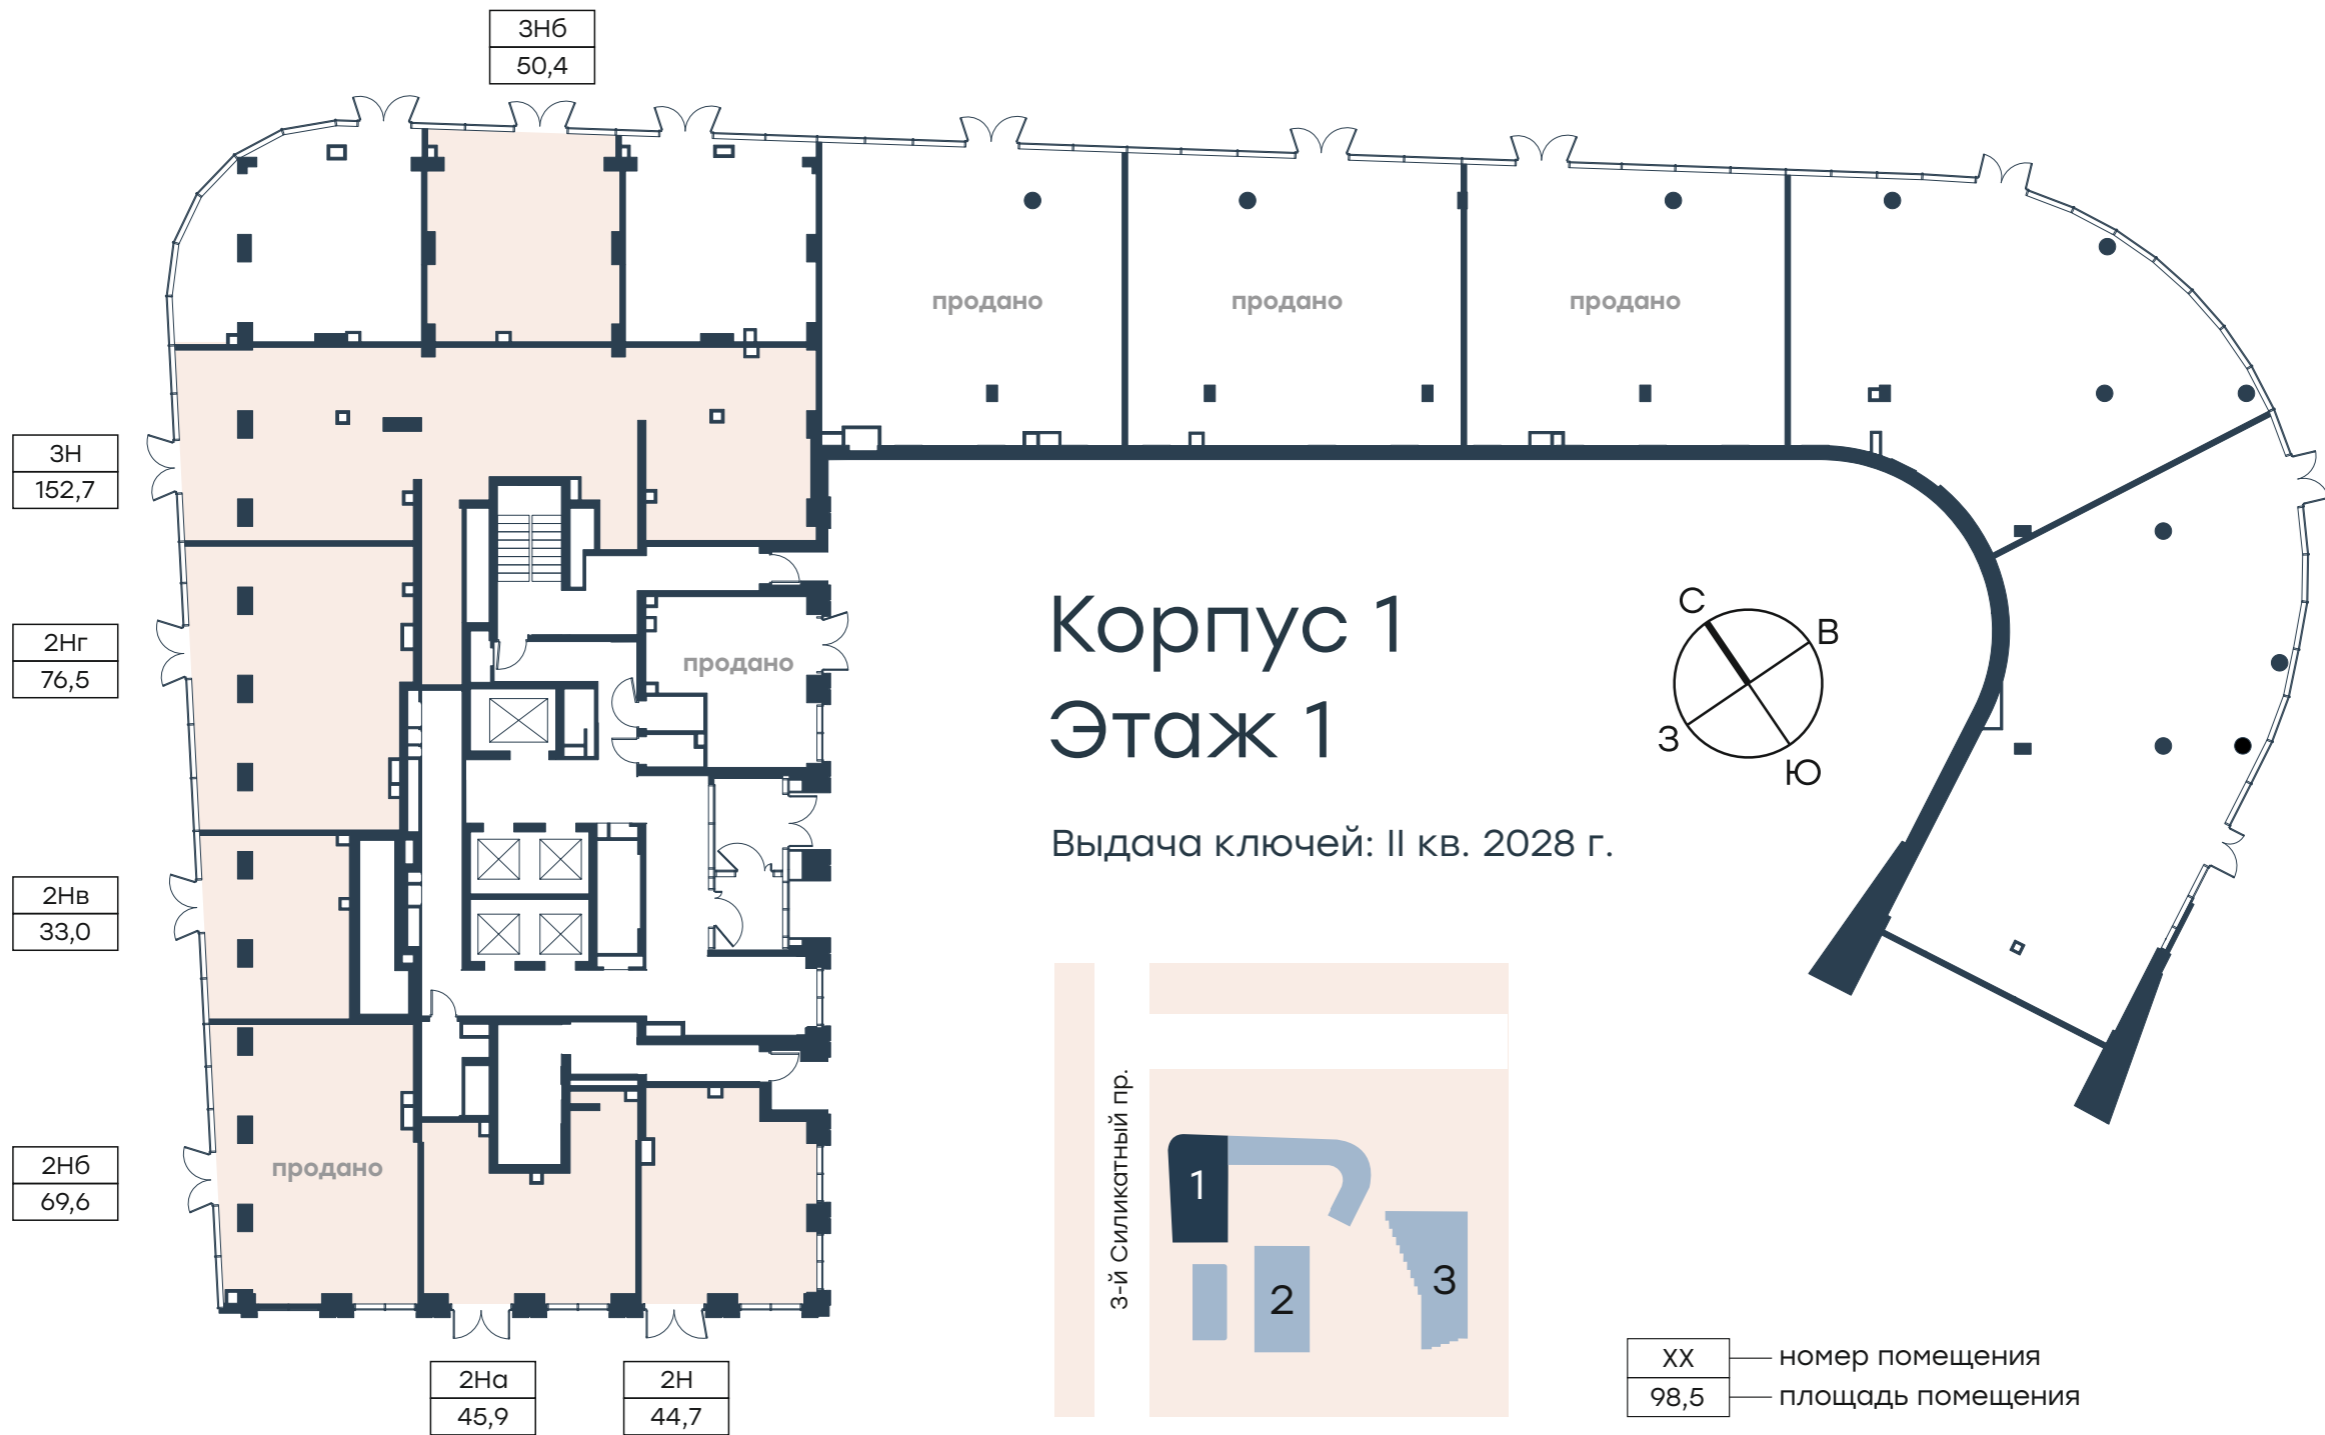 3Нб
50,4
продано
продано
продано
3Н
152,7
2Нг
76,5
продано
Корпус 1
Этаж 1
С
В
З
Ю
Выдача ключей: II кв. 2028 г.
2Нв
33,0
2Нб
69,6
продано
3-й Силикатный пр.
1
2
3
2На
45,9
2Н
44,7
XX
номер помещения
98,5
площадь помещения